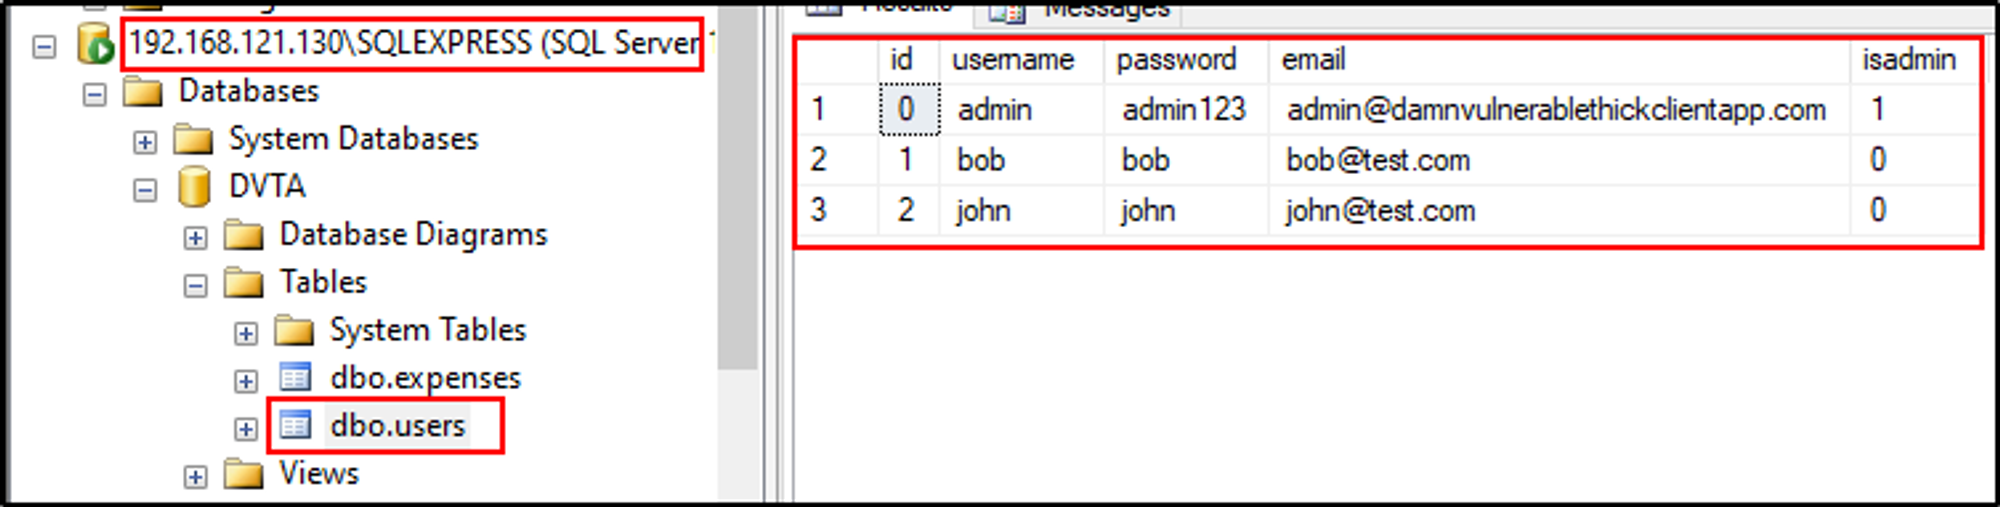 192.168.121.130\SQLEXPRESS (SQL Server
Databases
System Databases
DVTA
Database Diagrams
Tables
System Tables
dbo.expenses
dbo.users
Views
Results Messages
id username password email isadmin
1 0 admin admin123 admin@damnvulnerablethickclientapp.com 1
2 1 bob bob bob@test.com 0
3 2 john john john@test.com 0